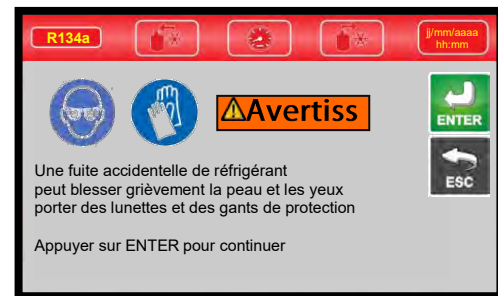 R134a
jj/mm/aaaa
hh:mm
⚠Avertiss
ENTER
ESC
Une fuite accidentelle de réfrigérant
peut blesser grièvement la peau et les yeux
porter des lunettes et des gants de protection
Appuyer sur ENTER pour continuer